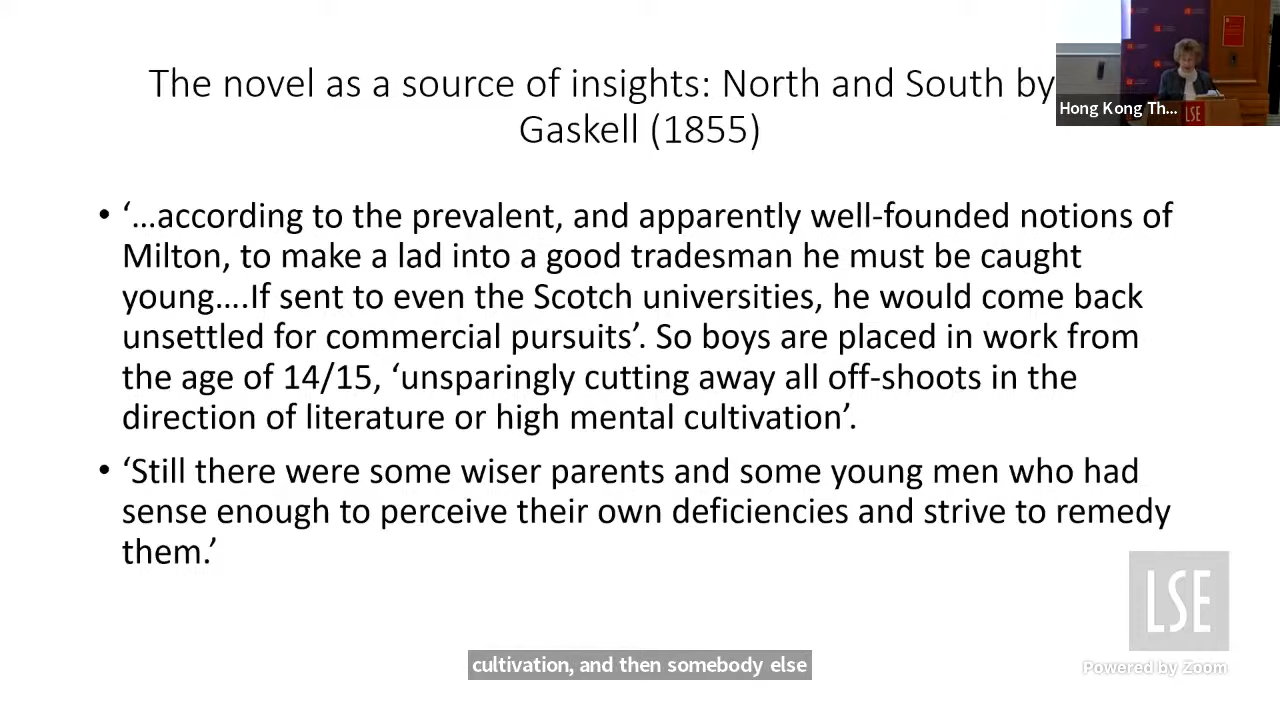 The novel as a source of insights: North and South by
Gaskell (1855)
Hong Kong Th...
LSE
• ‘...according to the prevalent, and apparently well-founded notions of
Milton, to make a lad into a good tradesman he must be caught
young....If sent to even the Scotch universities, he would come back
unsettled for commercial pursuits’. So boys are placed in work from
the age of 14/15, ‘unsparingly cutting away all off-shoots in the
direction of literature or high mental cultivation’.
• ‘Still there were some wiser parents and some young men who had
sense enough to perceive their own deficiencies and strive to remedy
them.’
LSE
Powered by Zoom
cultivation, and then somebody else